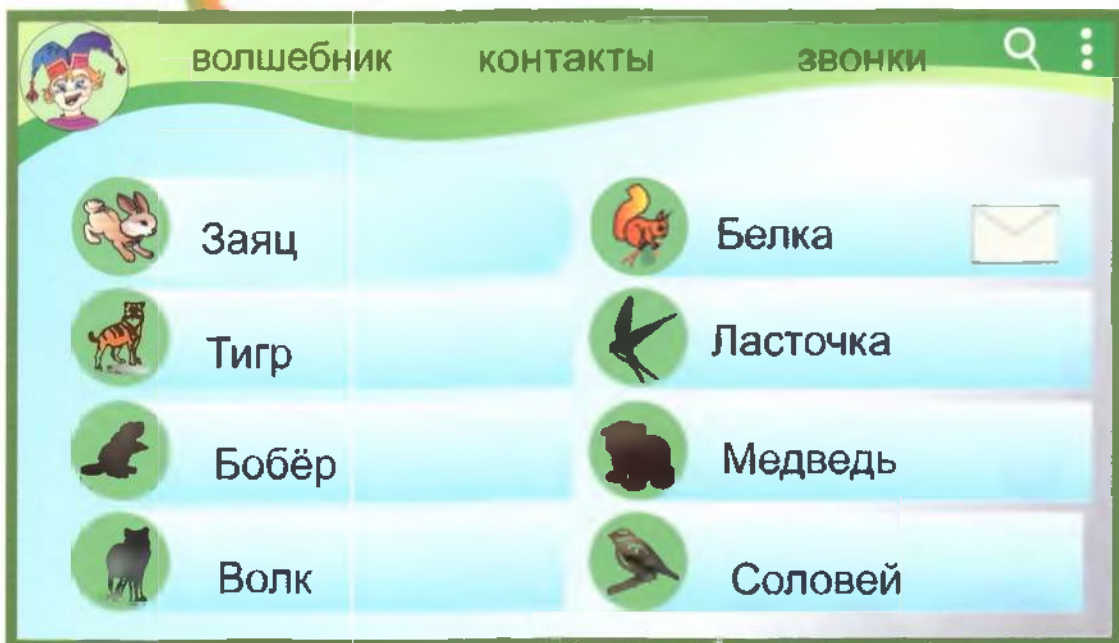 волшебник контакты звонки
Заяц Белка
Тигр Ласточка
Бобёр Медведь
Волк Соловей